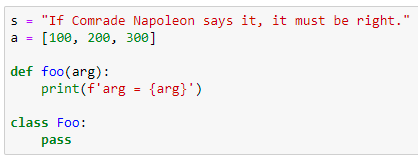 s = "If Comrade Napoleon says it, it must be right."
a = [100, 200, 300]

def foo(arg):
    print(f'arg = {arg}')

class Foo:
    pass